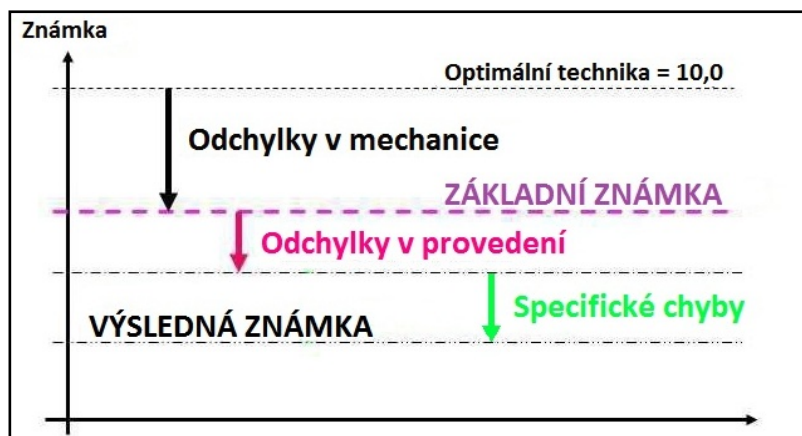 Známka
Optimální technika = 10,0
Odchylky v mechanice
ZÁKLADNÍ ZNÁMKA
Odchylky v provedení
Specifické chyby
VÝSLEDNÁ ZNÁMKA